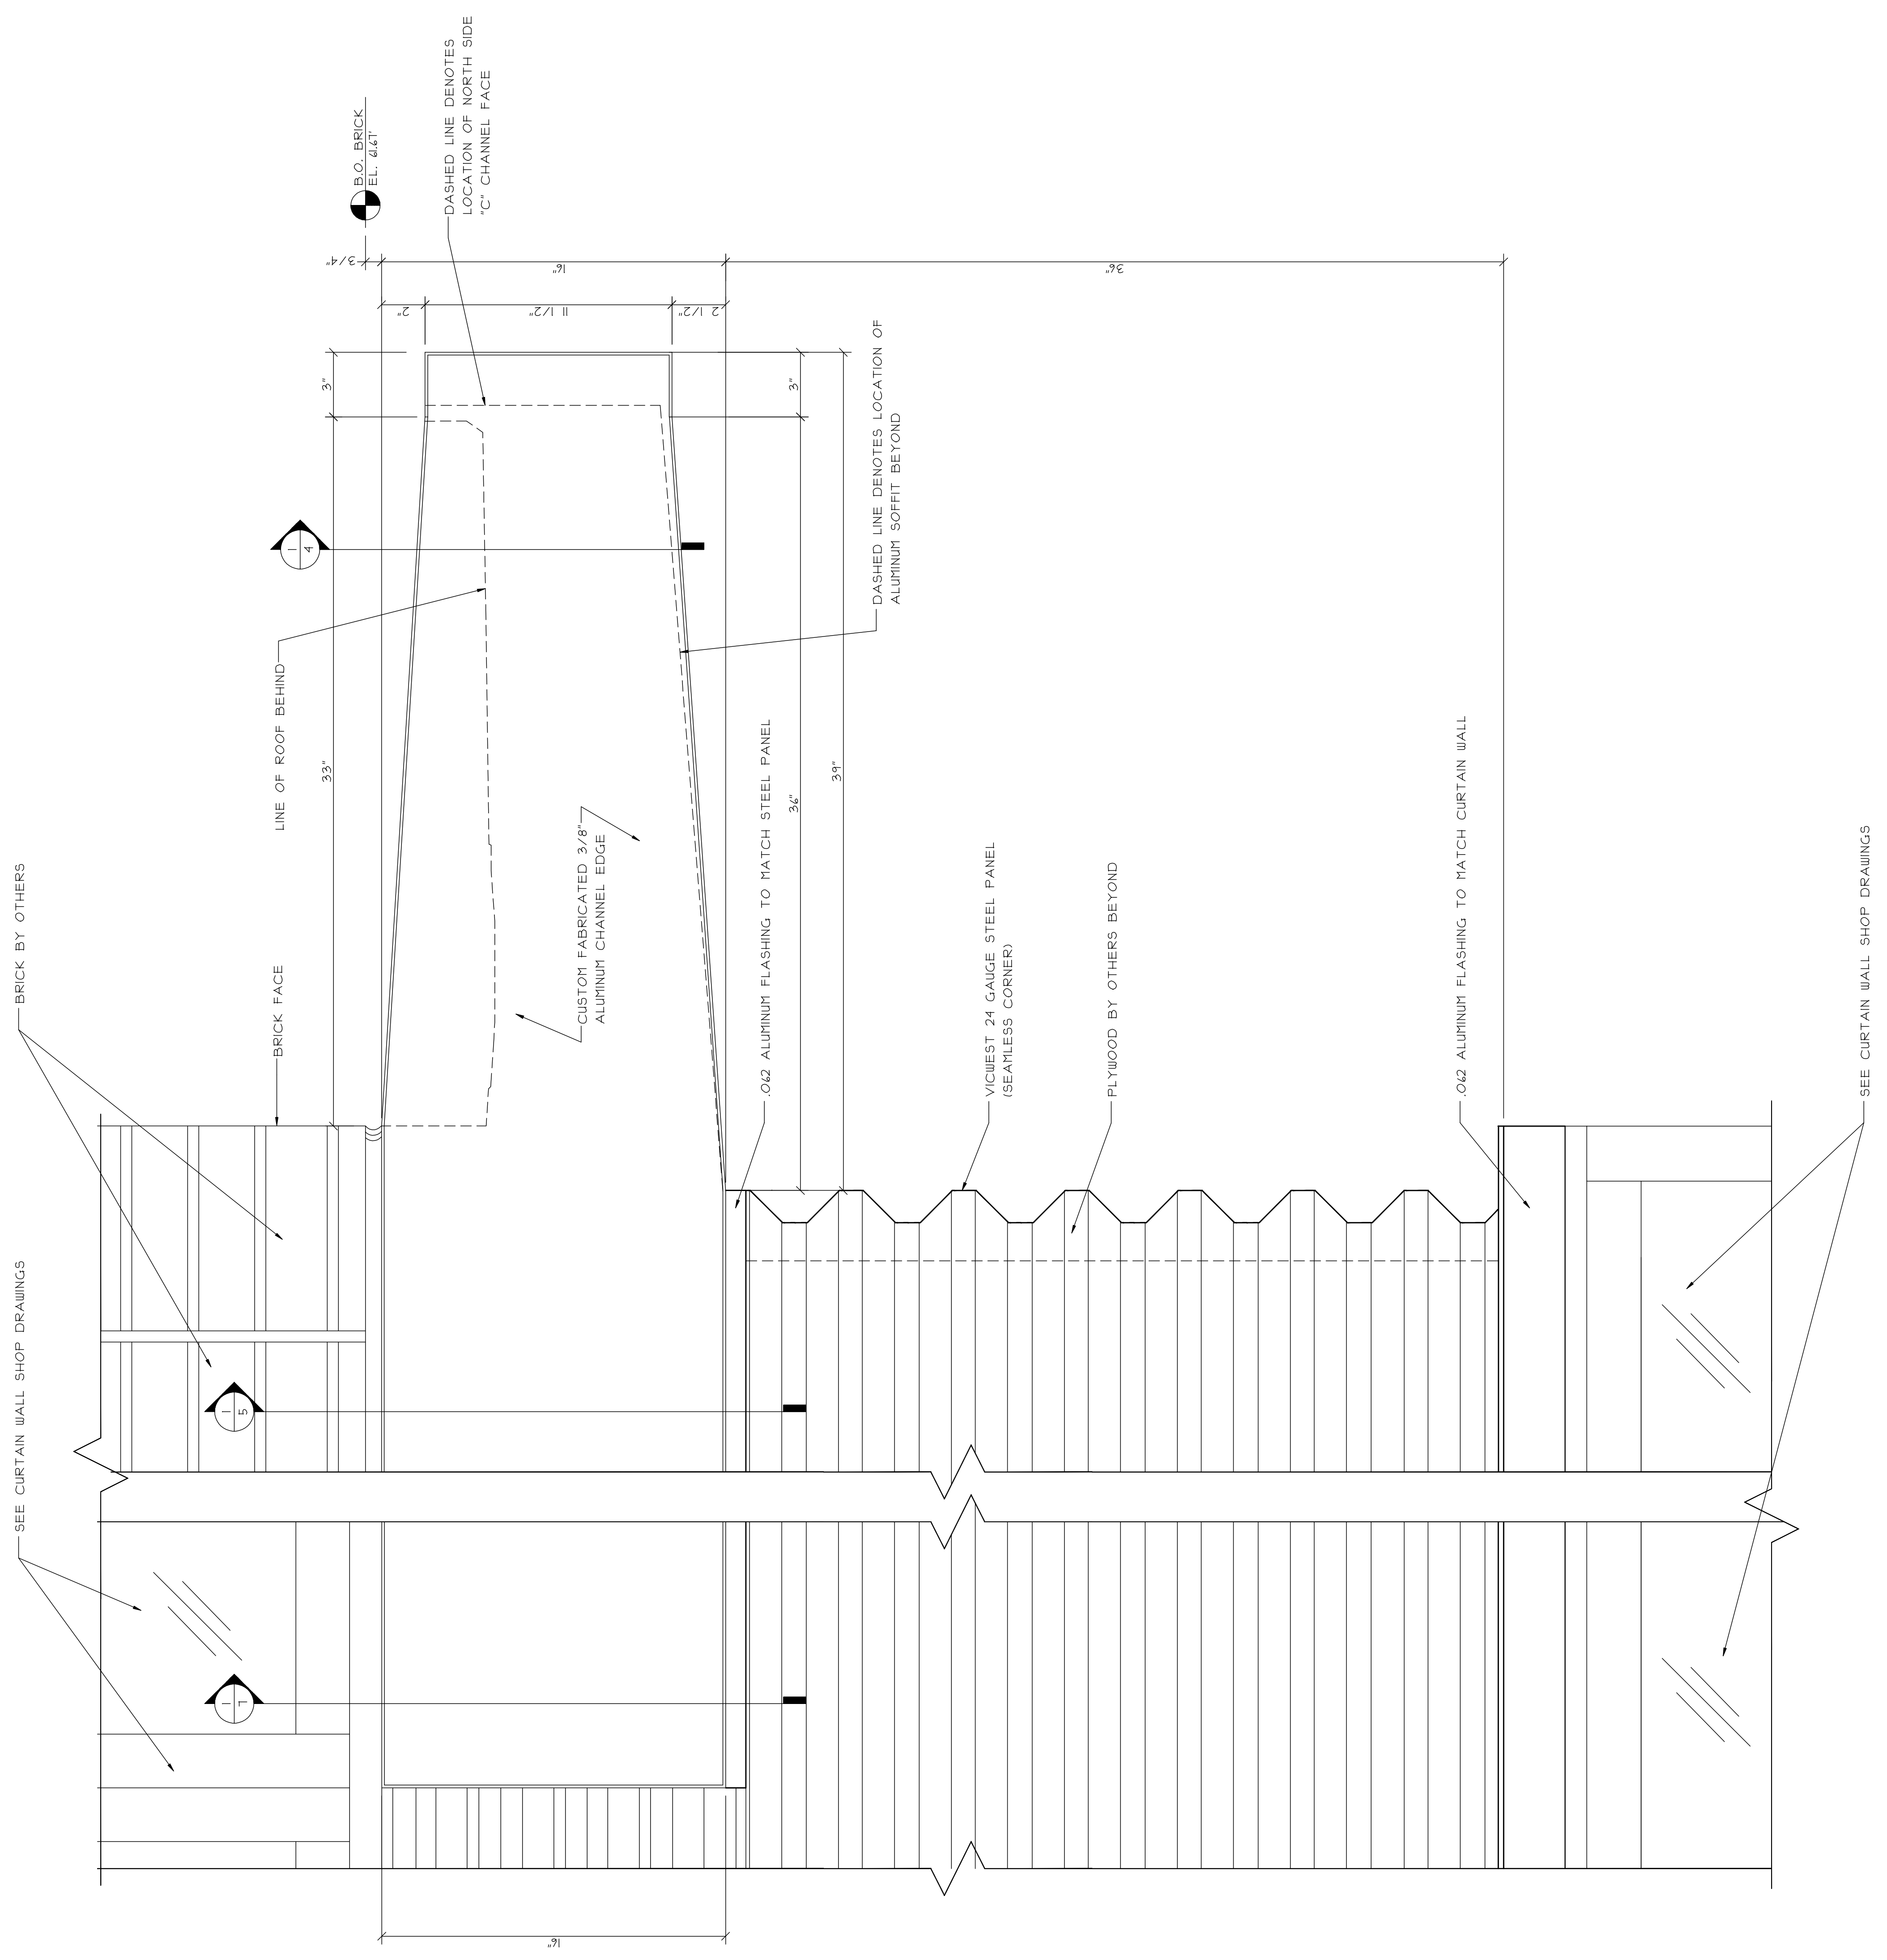 SEE CURTAIN WALL SHOP DRAWINGS
BRICK BY OTHERS
1
7
1
5
BRICK FACE
LINE OF ROOF BEHIND
1
4
33"
3"
B.O. BRICK
EL. 61.67'
3/4"
DASHED LINE DENOTES
LOCATION OF NORTH SIDE
"C" CHANNEL FACE
2"
16"
16"
11 1/2"
CUSTOM FABRICATED 3/8"
ALUMINUM CHANNEL EDGE
2 1/2"
.062 ALUMINUM FLASHING TO MATCH STEEL PANEL
36"
3"
39"
DASHED LINE DENOTES LOCATION OF
ALUMINUM SOFFIT BEYOND
VICWEST 24 GAUGE STEEL PANEL
(SEAMLESS CORNER)
PLYWOOD BY OTHERS BEYOND
36"
.062 ALUMINUM FLASHING TO MATCH CURTAIN WALL
SEE CURTAIN WALL SHOP DRAWINGS